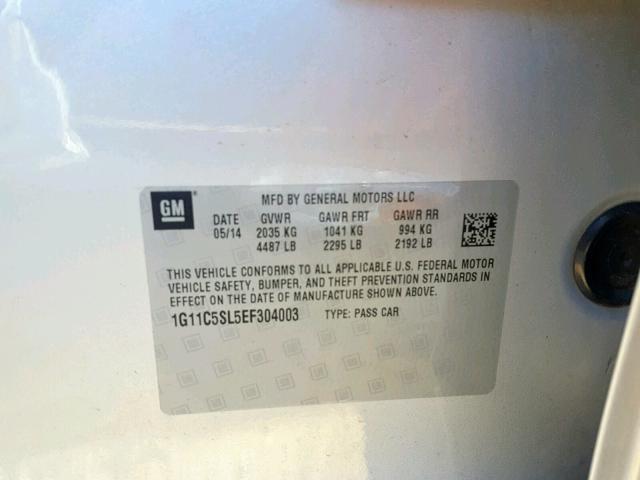 GM
MFD BY GENERAL MOTORS LLC
DATE GVWR GAWR FRT GAWR RR
05/14 2035 KG 1041 KG 994 KG
4487 LB 2295 LB 2192 LB
THIS VEHICLE CONFORMS TO ALL APPLICABLE U.S. FEDERAL MOTOR
VEHICLE SAFETY, BUMPER, AND THEFT PREVENTION STANDARDS IN
EFFECT ON THE DATE OF MANUFACTURE SHOWN ABOVE.
1G11C5SL5EF304003 TYPE: PASS CAR